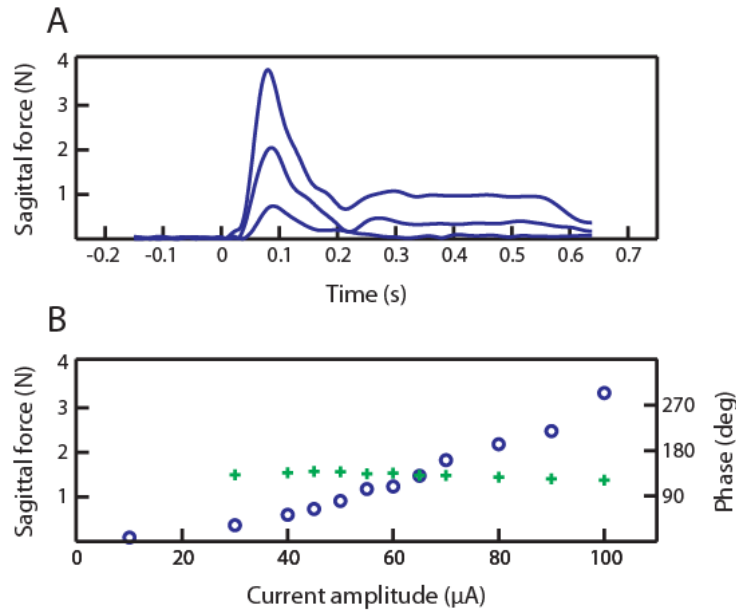 A
Sagittal force (N)
4
3
2
1
-0.2 -0.1 0 0.1 0.2 0.3 0.4 0.5 0.6 0.7
Time (s)
B
Sagittal force (N)
4
3
2
1
270
180
90
Phase (deg)
0 20 40 60 80 100
Current amplitude (μA)